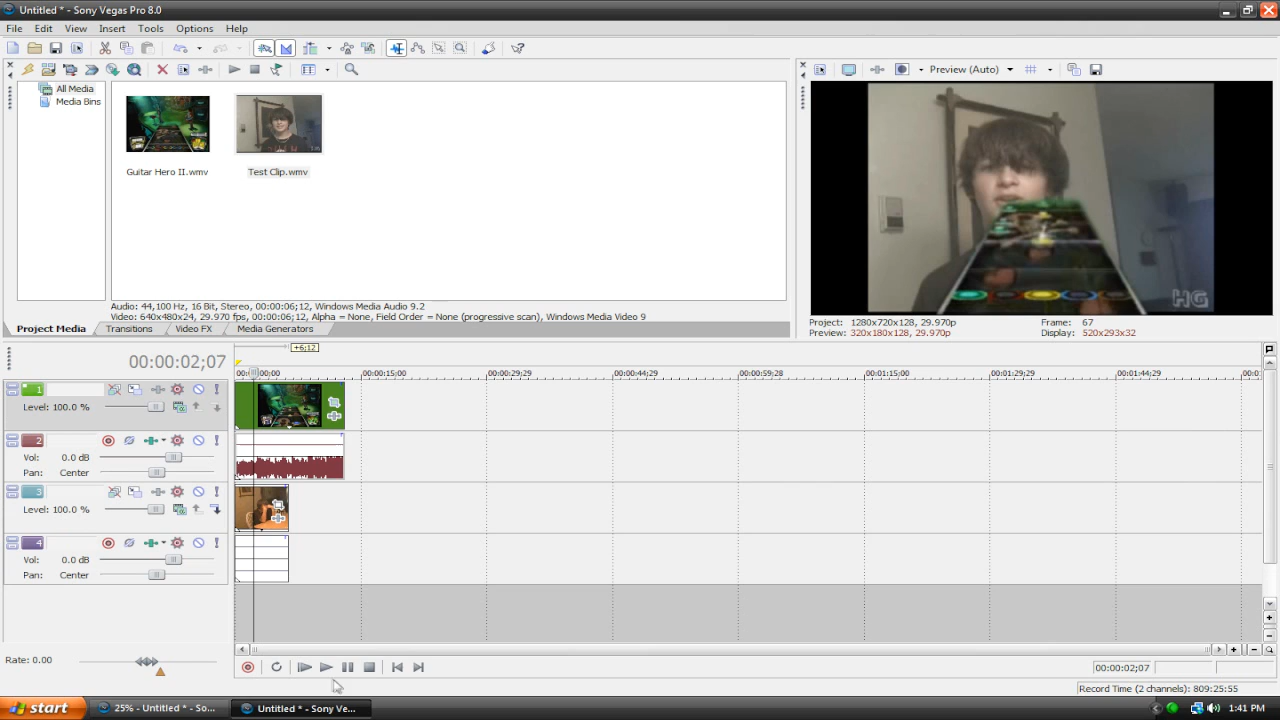 Untitled * - Sony Vegas Pro 8.0
File Edit View Insert Tools Options Help
All Media
Media Bins
Guitar Hero II.wmv
Test Clip.wmv
Audio: 44,100 Hz, 16 Bit, Stereo, 00:00:06;12, Windows Media Audio 9.2
Video: 640x480x24, 29.970 fps, 00:00:06;12, Alpha = None, Field Order = None (progressive scan), Windows Media Video 9
Project Media Transitions Video FX Media Generators
Preview (Auto)
HG
Project: 1280x720x128, 29.970p Frame: 67
Preview: 320x180x128, 29.970p Display: 520x293x32
00:00:02;07
+6;12
00:00:15;00 00:00:29;29 00:00:44;29 00:00:59;28 00:01:15;00 00:01:29;29 00:01:44;29
1
Level: 100.0 %
2
Vol: 0.0 dB
Pan: Center
3
Level: 100.0 %
4
Vol: 0.0 dB
Pan: Center
Rate: 0.00
00:00:02;07
Record Time (2 channels): 809:25:55
start 25% - Untitled * - So... Untitled * - Sony Ve... 1:41 PM